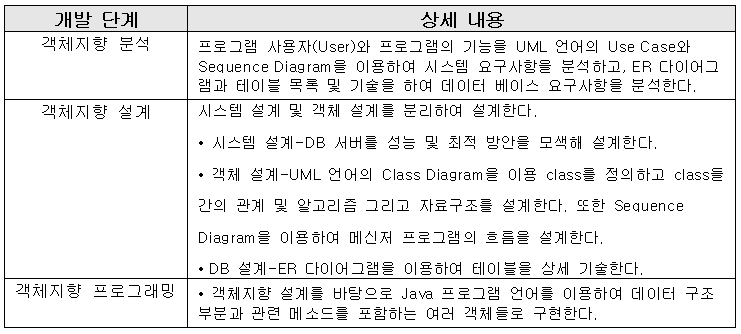 개발 단계
상세 내용
객체지향 분석
프로그램 사용자(User)와 프로그램의 기능을 UML 언어의 Use Case와
Sequence Diagram을 이용하여 시스템 요구사항을 분석하고, ER 다이어그
램과 테이블 목록 및 기술을 하여 데이터 베이스 요구사항을 분석한다.
객체지향 설계
시스템 설계 및 객체 설계를 분리하여 설계한다.
• 시스템 설계-DB 서버를 성능 및 최적 방안을 모색해 설계한다.
• 객체 설계-UML 언어의 Class Diagram을 이용 class를 정의하고 class들
간의 관계 및 알고리즘 그리고 자료구조를 설계한다. 또한 Sequence
Diagram을 이용하여 메신저 프로그램의 흐름을 설계한다.
• DB 설계-ER 다이어그램을 이용하여 테이블을 상세 기술한다.
객체지향 프로그래밍
• 객체지향 설계를 바탕으로 Java 프로그램 언어를 이용하여 데이터 구조
부분과 관련 메소드를 포함하는 여러 객체들로 구현한다.